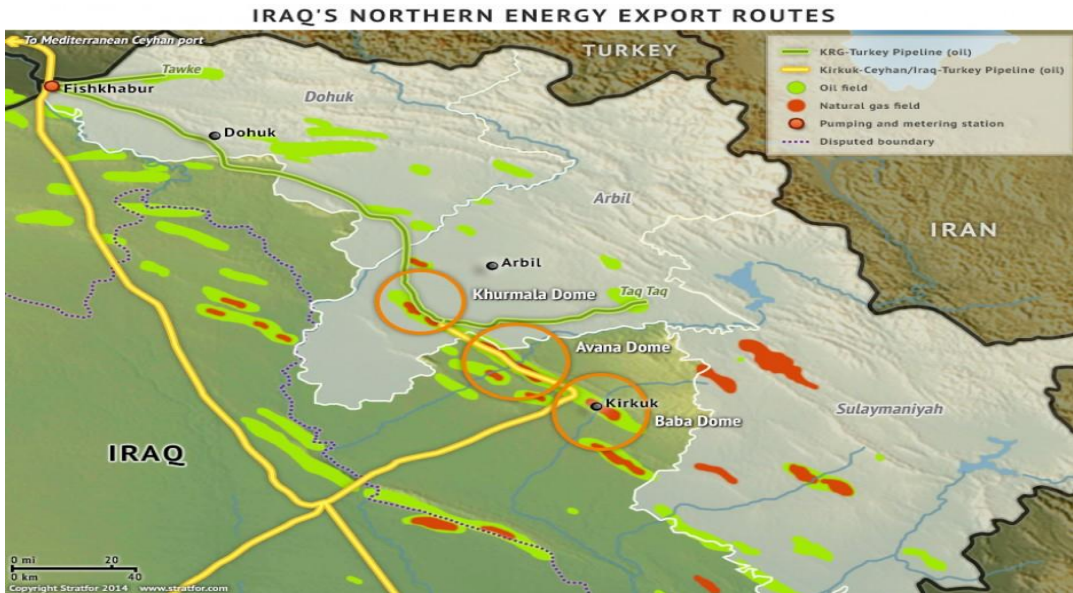 IRAQ'S NORTHERN ENERGY EXPORT ROUTES
To Mediterranean Ceyhan port
TURKEY
KRG-Turkey Pipeline (oil)
Kirkuk-Ceyhan/Iraq-Turkey Pipeline (oil)
Oil field
Natural gas field
Pumping and metering station
Disputed boundary
Tawke
Fishkhabur
Dohuk
Dohuk
Arbil
IRAN
Arbil
Khurmala Dome
Taq Taq
Avana Dome
Kirkuk
Baba Dome
Sulaymaniyah
IRAQ
0 mi 20
0 km 40
Copyright Stratfor 2014 www.stratfor.com